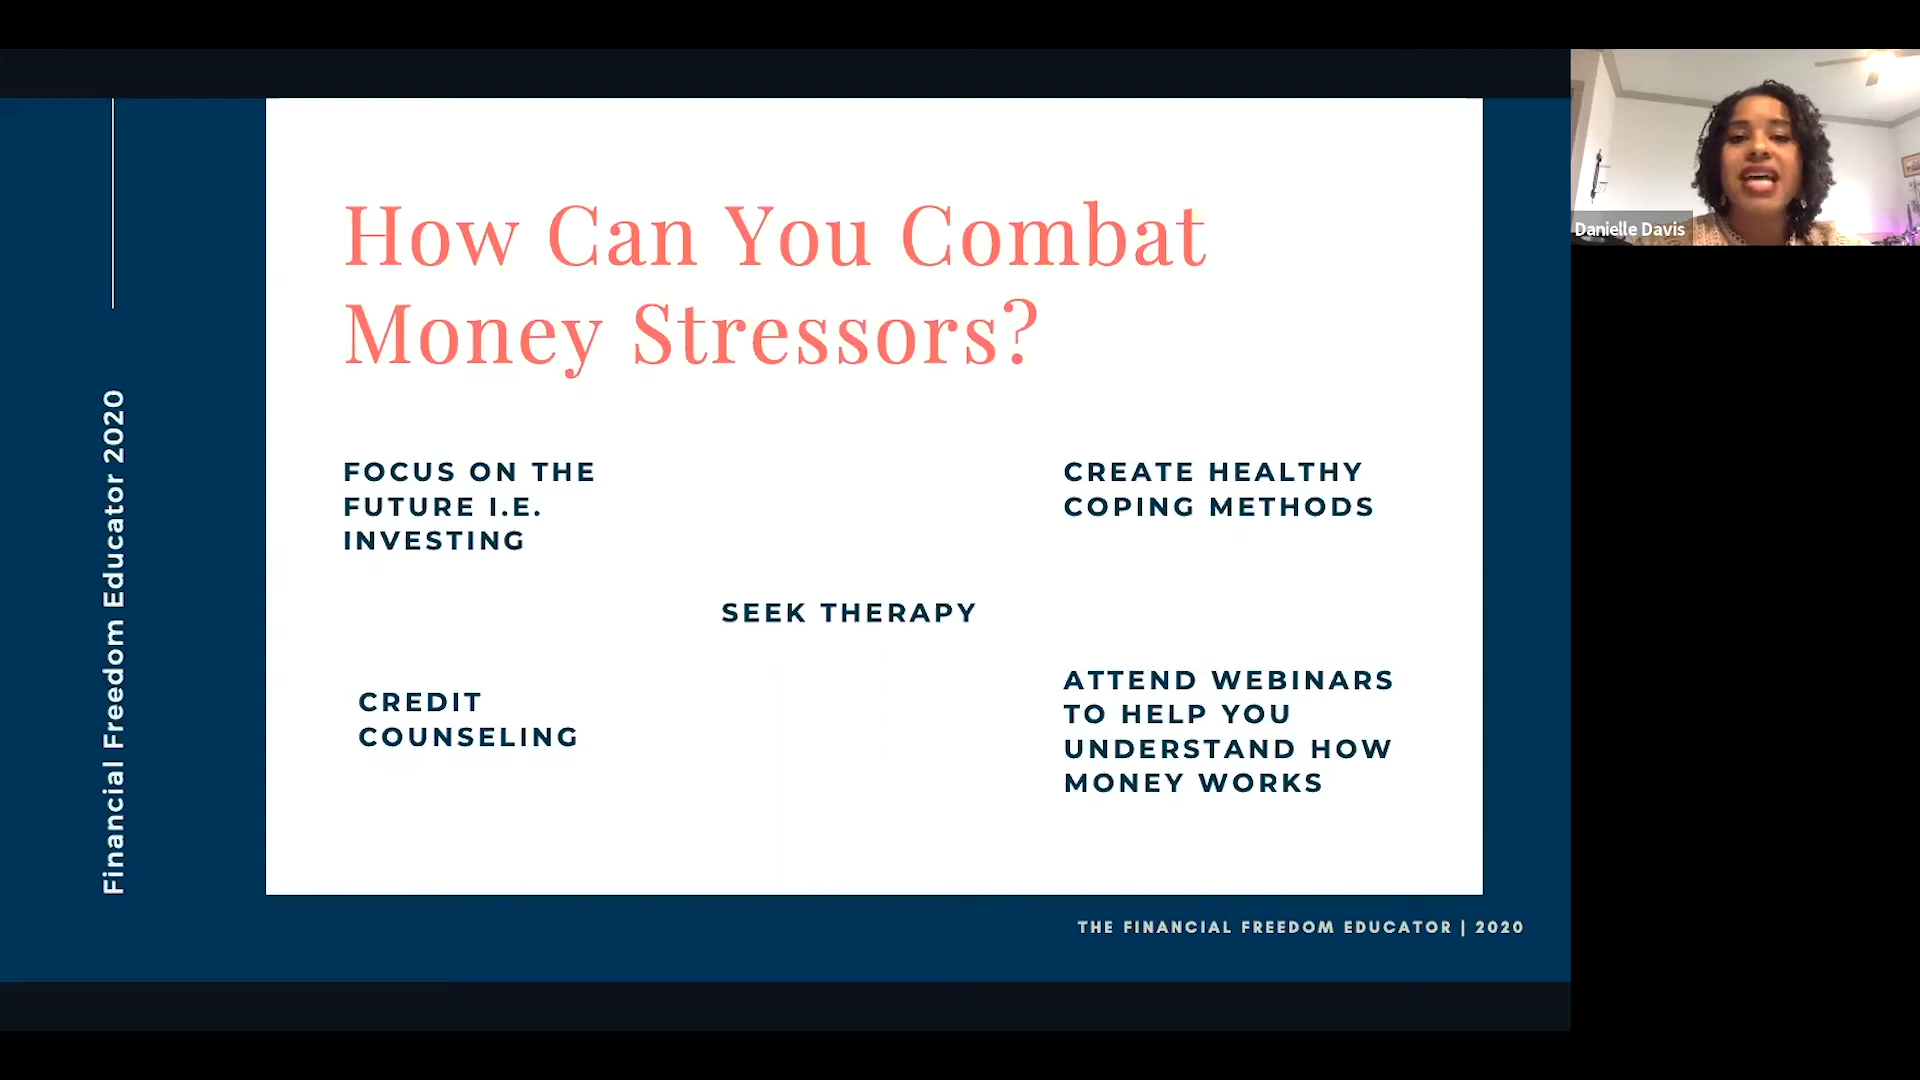 How Can You Combat
Money Stressors?
FOCUS ON THE
FUTURE I.E.
INVESTING
CREATE HEALTHY
COPING METHODS
SEEK THERAPY
CREDIT
COUNSELING
ATTEND WEBINARS
TO HELP YOU
UNDERSTAND HOW
MONEY WORKS
Financial Freedom Educator 2020
THE FINANCIAL FREEDOM EDUCATOR | 2020
Danielle Davis